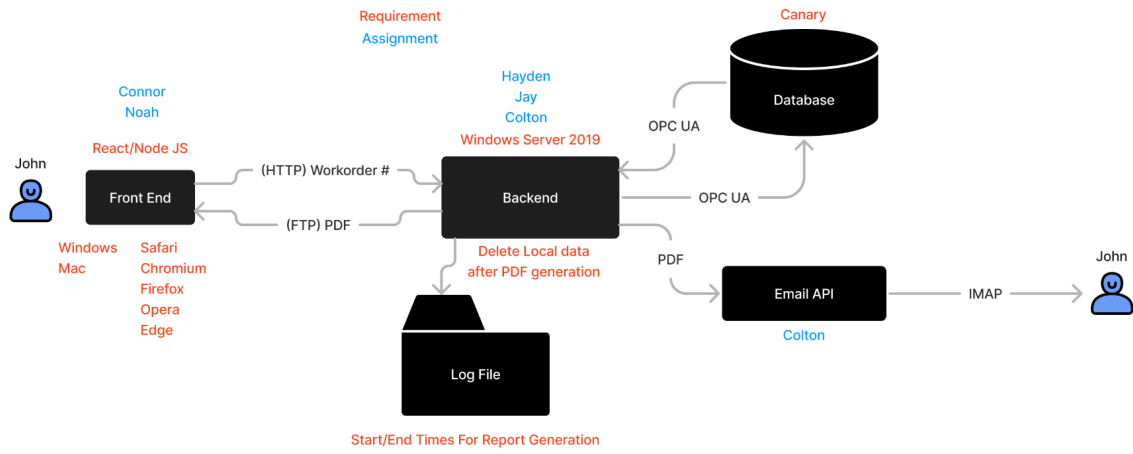 Requirement
Assignment
Canary
Database
Connor
Noah
React/Node JS
John
Front End
Windows
Mac
Safari
Chromium
Firefox
Opera
Edge
(HTTP) Workorder #
(FTP) PDF
Hayden
Jay
Colton
Windows Server 2019
Backend
Delete Local data
after PDF generation
OPC UA
OPC UA
PDF
Email API
Colton
IMAP
John
Log File
Start/End Times For Report Generation